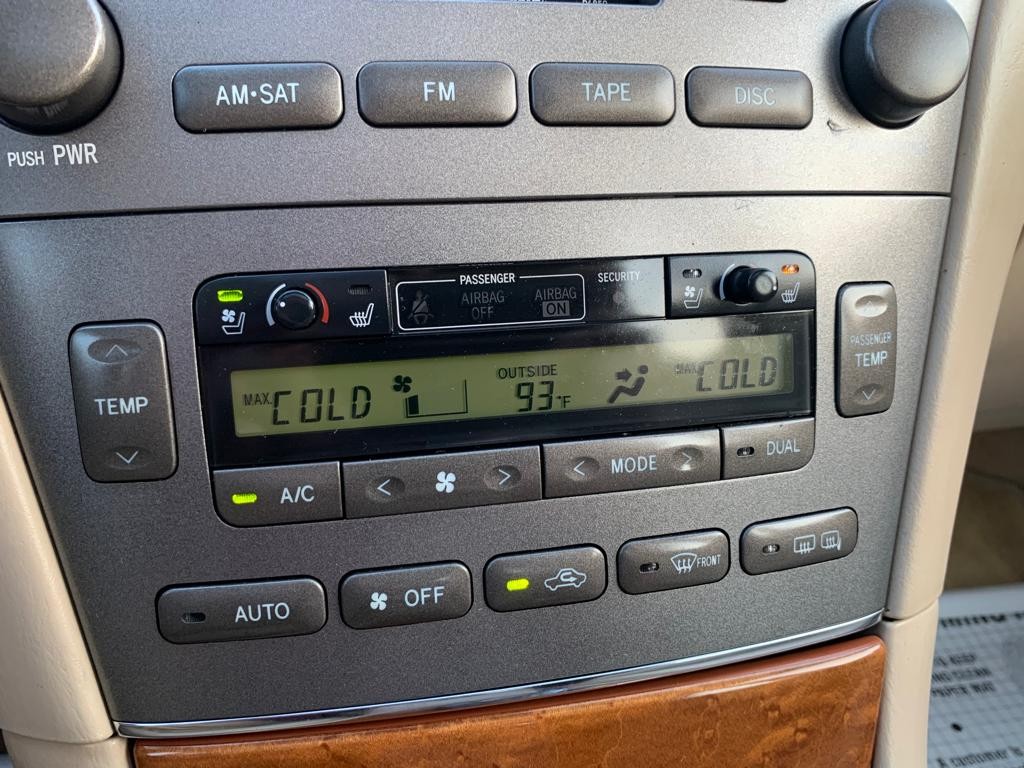 AM•SAT FM TAPE DISC
PUSH PWR
PASSENGER SECURITY
AIRBAG OFF
AIRBAG ON
TEMP
PASSENGER
TEMP
OUTSIDE
MAX. COLD 93°F MAX. COLD
A/C MODE DUAL
AUTO OFF FRONT